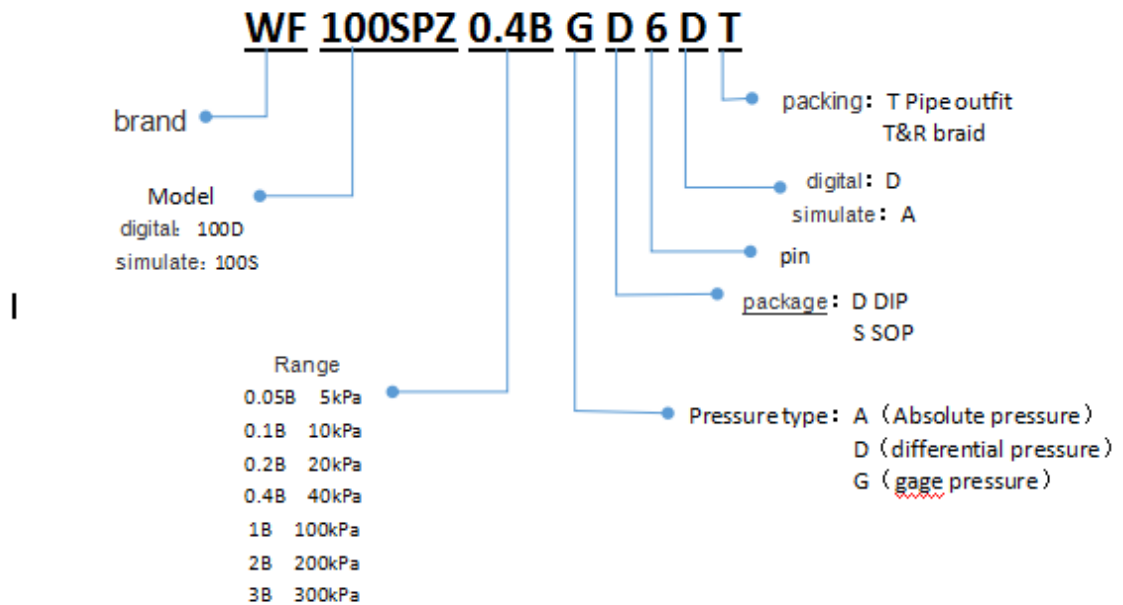 WF 100SPZ 0.4B G D 6 D T
packing： T Pipe outfit
T&R braid
brand
digital： D
simulate： A
Model
digital： 100D
simulate：100S
pin
package： D DIP
S SOP
Range
0.05B 5kPa
0.1B 10kPa
0.2B 20kPa
0.4B 40kPa
1B 100kPa
2B 200kPa
3B 300kPa
Pressure type： A（Absolute pressure）
D（differential pressure）
G（gage pressure）